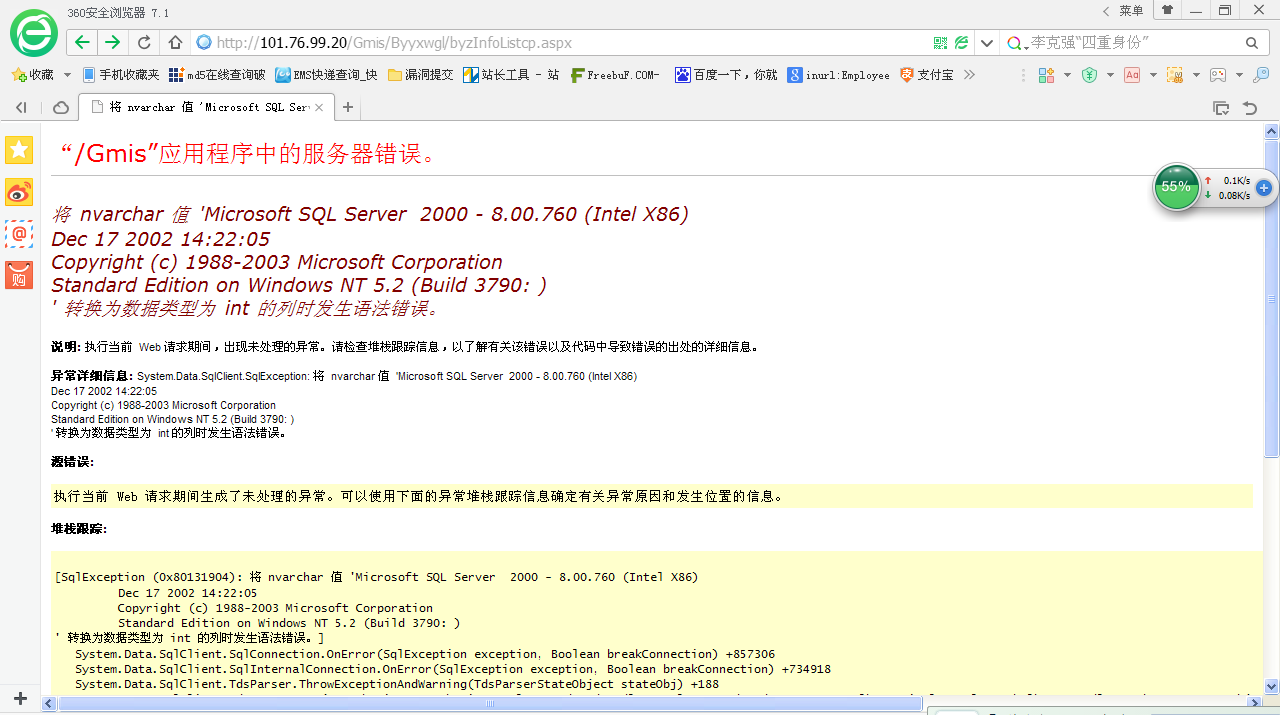 360安全浏览器 7.1
菜单
http://101.76.99.20/Gmis/Byyxwgl/byzInfoListcp.aspx
李克强“四重身份”
收藏 手机收藏夹 md5在线查询破 EMS快准查询_快 漏洞提交 站长工具 - 站 FreebuF.COM- 百度一下，你就 inurl:Employee 支付宝
将 nvarchar 值 'Microsoft SQL Ser
“/Gmis”应用程序中的服务器错误。
55% 0.1K/s
0.08K/s
将 nvarchar 值 'Microsoft SQL Server 2000 - 8.00.760 (Intel X86)
Dec 17 2002 14:22:05
Copyright (c) 1988-2003 Microsoft Corporation
Standard Edition on Windows NT 5.2 (Build 3790: )
' 转换为数据类型为 int 的列时发生语法错误。
说明: 执行当前 Web 请求期间，出现未处理的异常。请检查堆栈跟踪信息，以了解有关该错误以及代码中导致错误的出处的详细信息。
异常详细信息: System.Data.SqlClient.SqlException: 将 nvarchar 值 'Microsoft SQL Server 2000 - 8.00.760 (Intel X86)
Dec 17 2002 14:22:05
Copyright (c) 1988-2003 Microsoft Corporation
Standard Edition on Windows NT 5.2 (Build 3790: )
' 转换为数据类型为 int 的列时发生语法错误。
源错误:
执行当前 Web 请求期间生成了未处理的异常。可以使用下面的异常堆栈跟踪信息确定有关异常原因和发生位置的信息。
堆栈跟踪:
[SqlException (0x80131904): 将 nvarchar 值 'Microsoft SQL Server 2000 - 8.00.760 (Intel X86)
Dec 17 2002 14:22:05
Copyright (c) 1988-2003 Microsoft Corporation
Standard Edition on Windows NT 5.2 (Build 3790: )
' 转换为数据类型为 int 的列时发生语法错误。]
System.Data.SqlClient.SqlConnection.OnError(SqlException exception, Boolean breakConnection) +857306
System.Data.SqlClient.SqlInternalConnection.OnError(SqlException exception, Boolean breakConnection) +734918
System.Data.SqlClient.TdsParser.ThrowExceptionAndWarning(TdsParserStateObject stateObj) +188